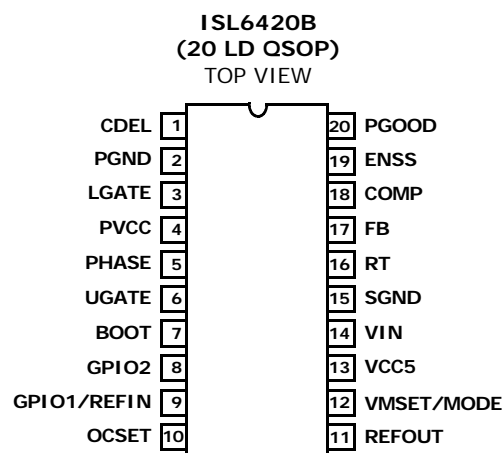 ISL6420B
(20 LD QSOP)
TOP VIEW
CDEL 1 20 PGOOD
PGND 2 19 ENSS
LGATE 3 18 COMP
PVCC 4 17 FB
PHASE 5 16 RT
UGATE 6 15 SGND
BOOT 7 14 VIN
GPIO2 8 13 VCC5
GPIO1/REFIN 9 12 VMSET/MODE
OCSET 10 11 REFOUT